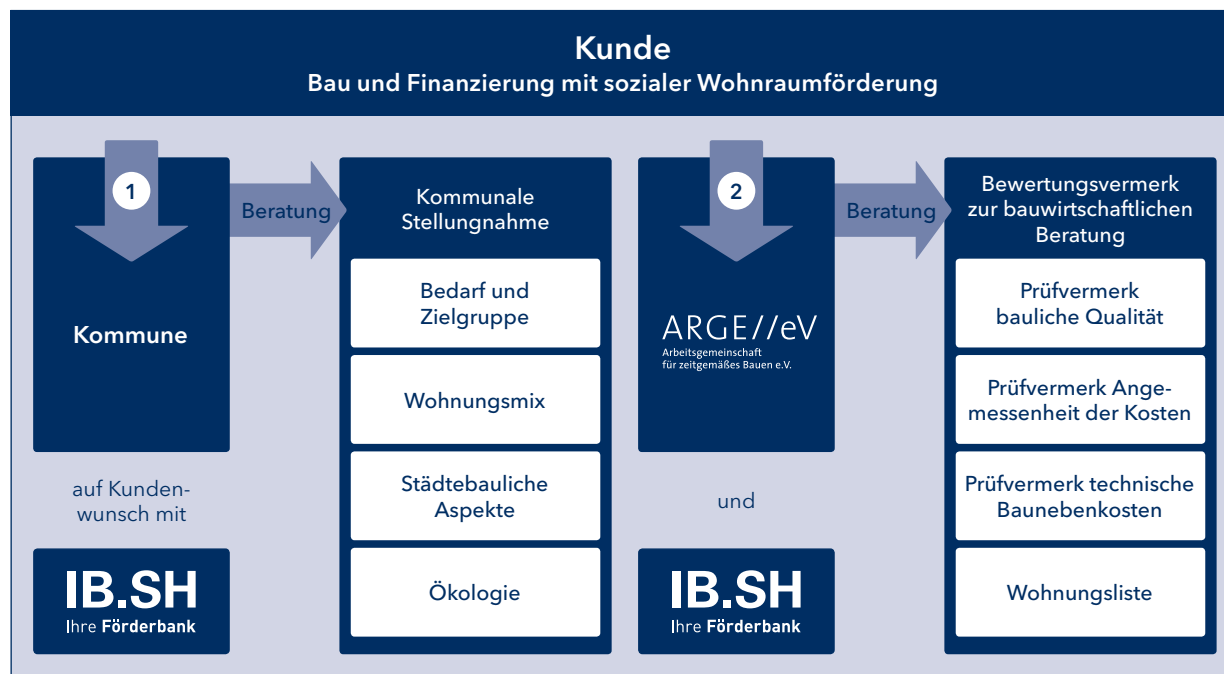 Kunde
Bau und Finanzierung mit sozialer Wohnraumförderung
1
Kommune
auf Kunden-
wunsch mit
IB.SH
Ihre Förderbank
Beratung
Kommunale
Stellungnahme
Bedarf und
Zielgruppe
Wohnungsmix
Städtebauliche
Aspekte
Ökologie
2
ARGE//eV
Arbeitsgemeinschaft
für zeitgemäßes Bauen e.V.
und
IB.SH
Ihre Förderbank
Beratung
Bewertungsvermerk
zur bauwirtschaftlichen
Beratung
Prüfvermerk
bauliche Qualität
Prüfvermerk Ange-
messenheit der Kosten
Prüfvermerk technische
Baunebenkosten
Wohnungsliste